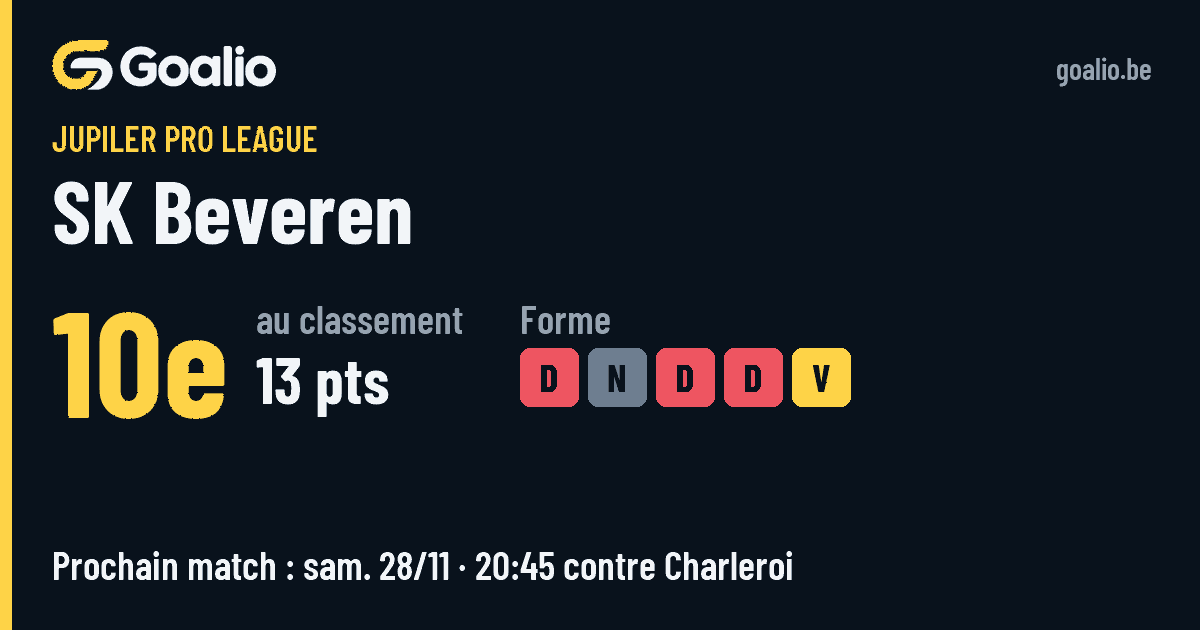 Goalio
goalio.be
JUPILER PRO LEAGUE
SK Beveren
10e
au classement
13 pts
Forme
D N D D V
Prochain match : sam. 28/11 · 20:45 contre Charleroi